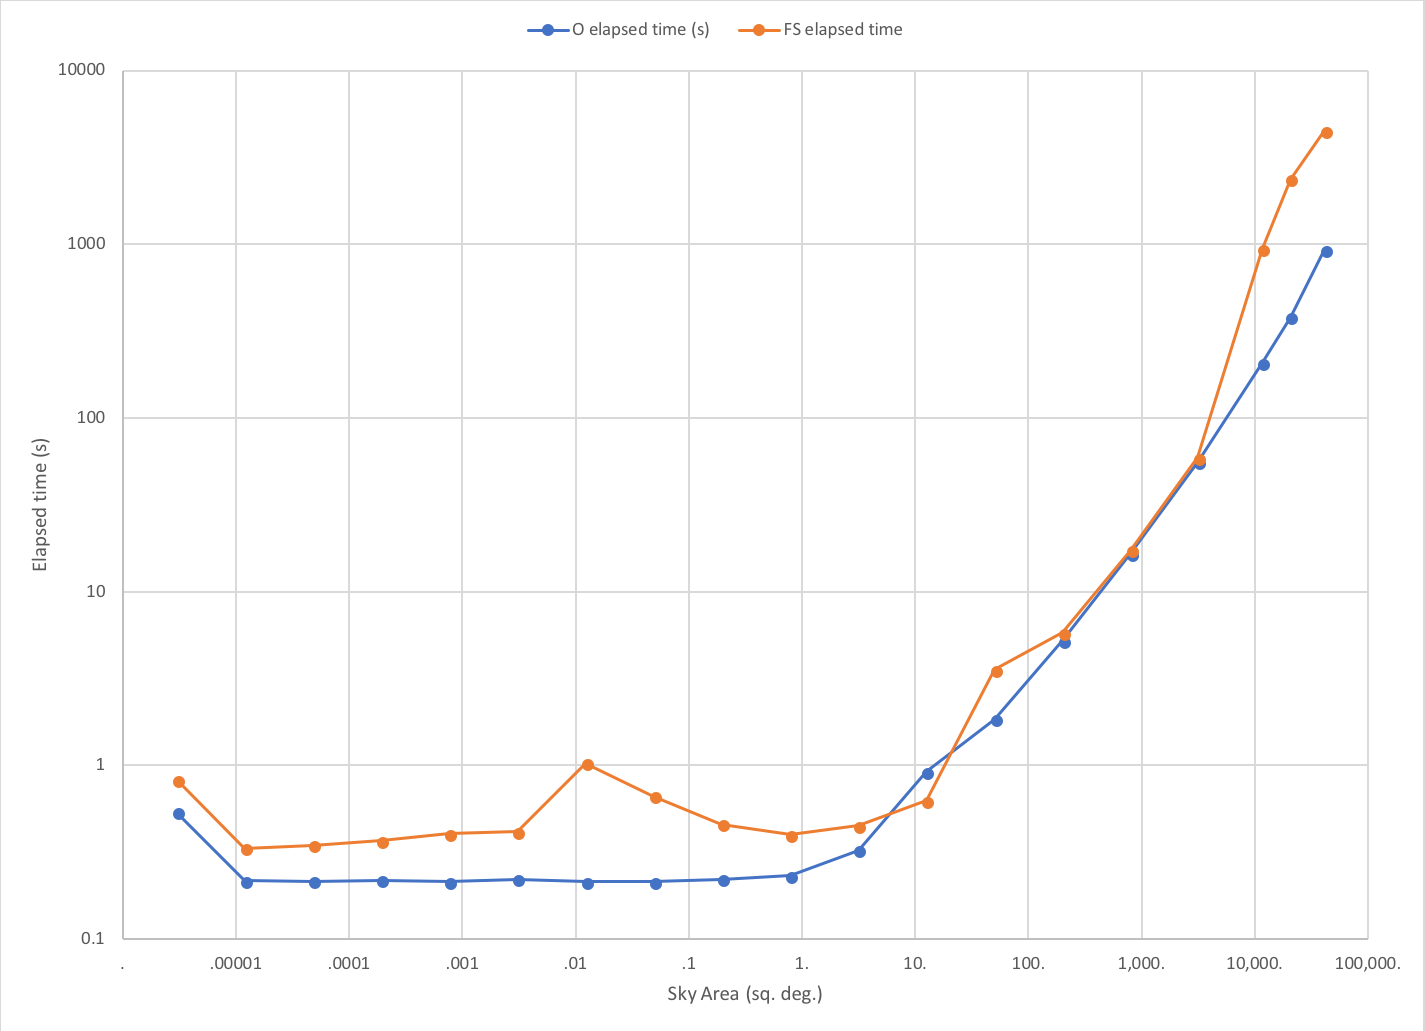 O elapsed time (s) FS elapsed time
10000
1000
100
10
1
0.1
Elapsed time (s)
. .00001 .0001 .001 .01 .1 1. 10. 100. 1,000. 10,000. 100,000.
Sky Area (sq. deg.)